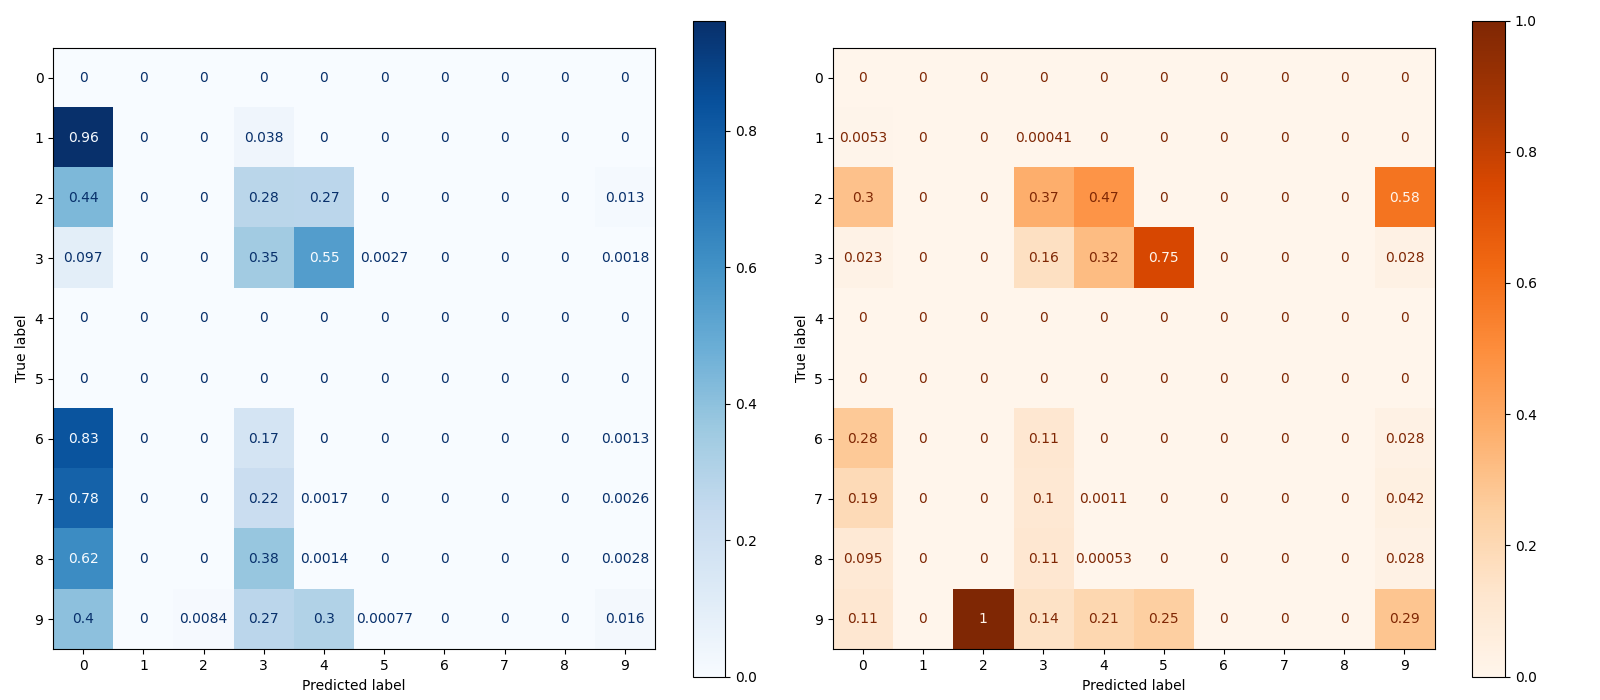 0 0 0 0 0 0 0 0 0 0 0
1 0.96 0 0 0.038 0 0 0 0 0 0
2 0.44 0 0 0.28 0.27 0 0 0 0 0.013
3 0.097 0 0 0.35 0.55 0.0027 0 0 0 0.0018
4 0 0 0 0 0 0 0 0 0 0
5 0 0 0 0 0 0 0 0 0 0
6 0.83 0 0 0.17 0 0 0 0 0 0.0013
7 0.78 0 0 0.22 0.0017 0 0 0 0 0.0026
8 0.62 0 0 0.38 0.0014 0 0 0 0 0.0028
9 0.4 0 0.0084 0.27 0.3 0.00077 0 0 0 0.016
0 1 2 3 4 5 6 7 8 9
Predicted label
True label
0.8
0.6
0.4
0.2
0.0
0 0 0 0 0 0 0 0 0 0 0
1 0.0053 0 0 0.00041 0 0 0 0 0 0
2 0.3 0 0 0.37 0.47 0 0 0 0 0.58
3 0.023 0 0 0.16 0.32 0.75 0 0 0 0.028
4 0 0 0 0 0 0 0 0 0 0
5 0 0 0 0 0 0 0 0 0 0
6 0.28 0 0 0.11 0 0 0 0 0 0.028
7 0.19 0 0 0.1 0.0011 0 0 0 0 0.042
8 0.095 0 0 0.11 0.00053 0 0 0 0 0.028
9 0.11 0 1 0.14 0.21 0.25 0 0 0 0.29
0 1 2 3 4 5 6 7 8 9
Predicted label
True label
1.0
0.8
0.6
0.4
0.2
0.0